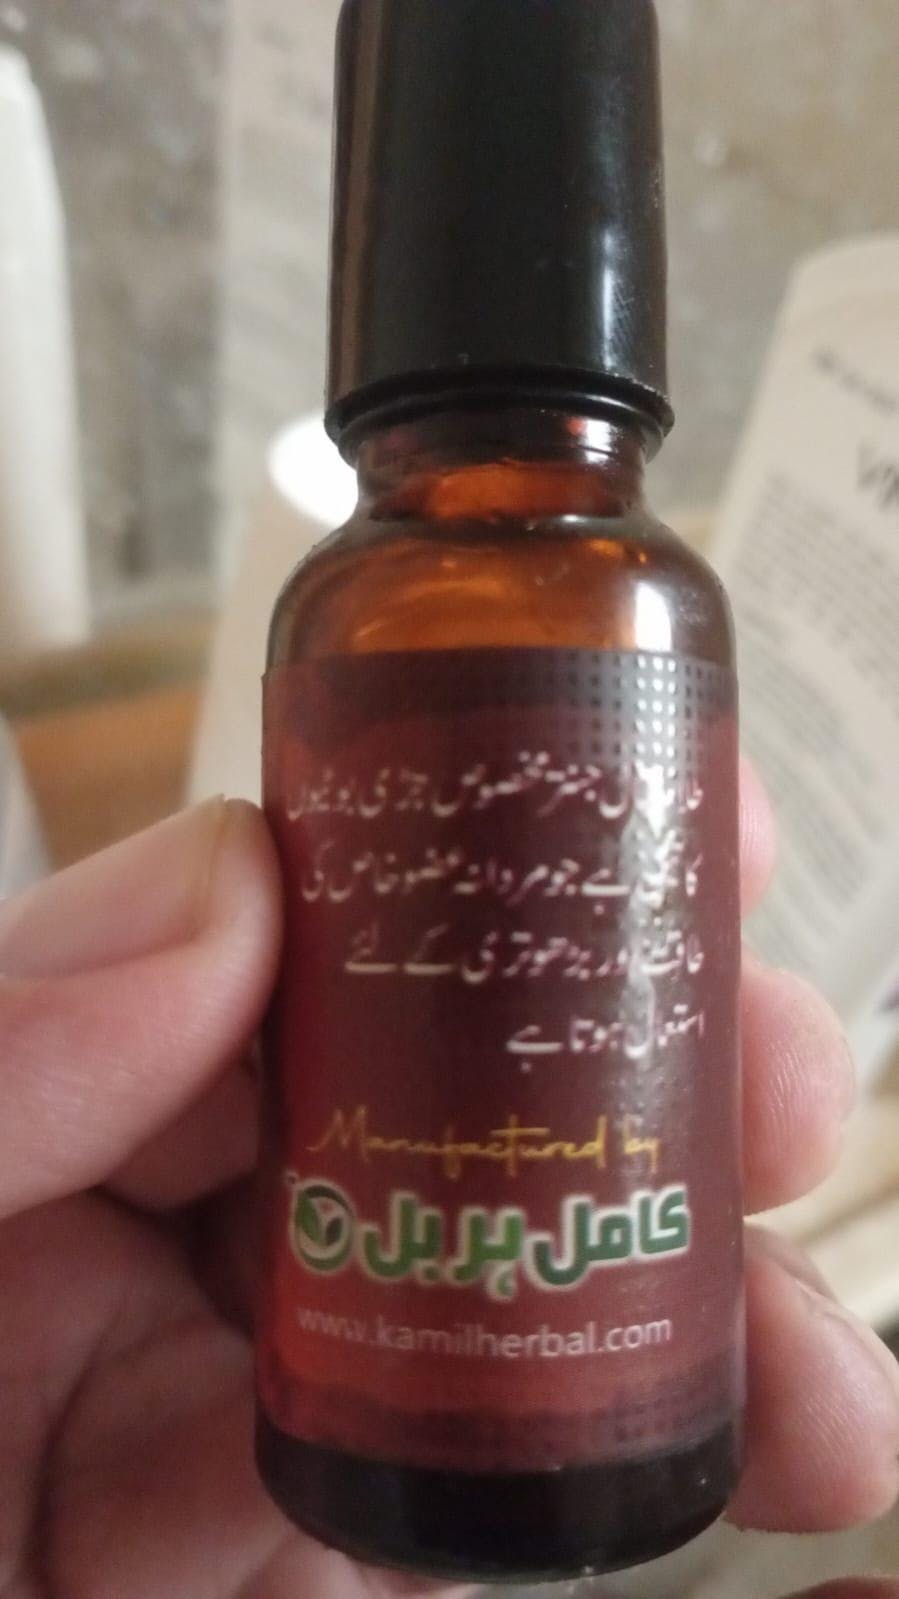 جنتر مخصوص جڑی بوٹیوں
کا ہے جو مردانہ عضو خاص کی
اور بڑھوتری کے لئے
استعمال ہوتا ہے
Manufactured by
کامل ہربل
www.kamilherbal.com